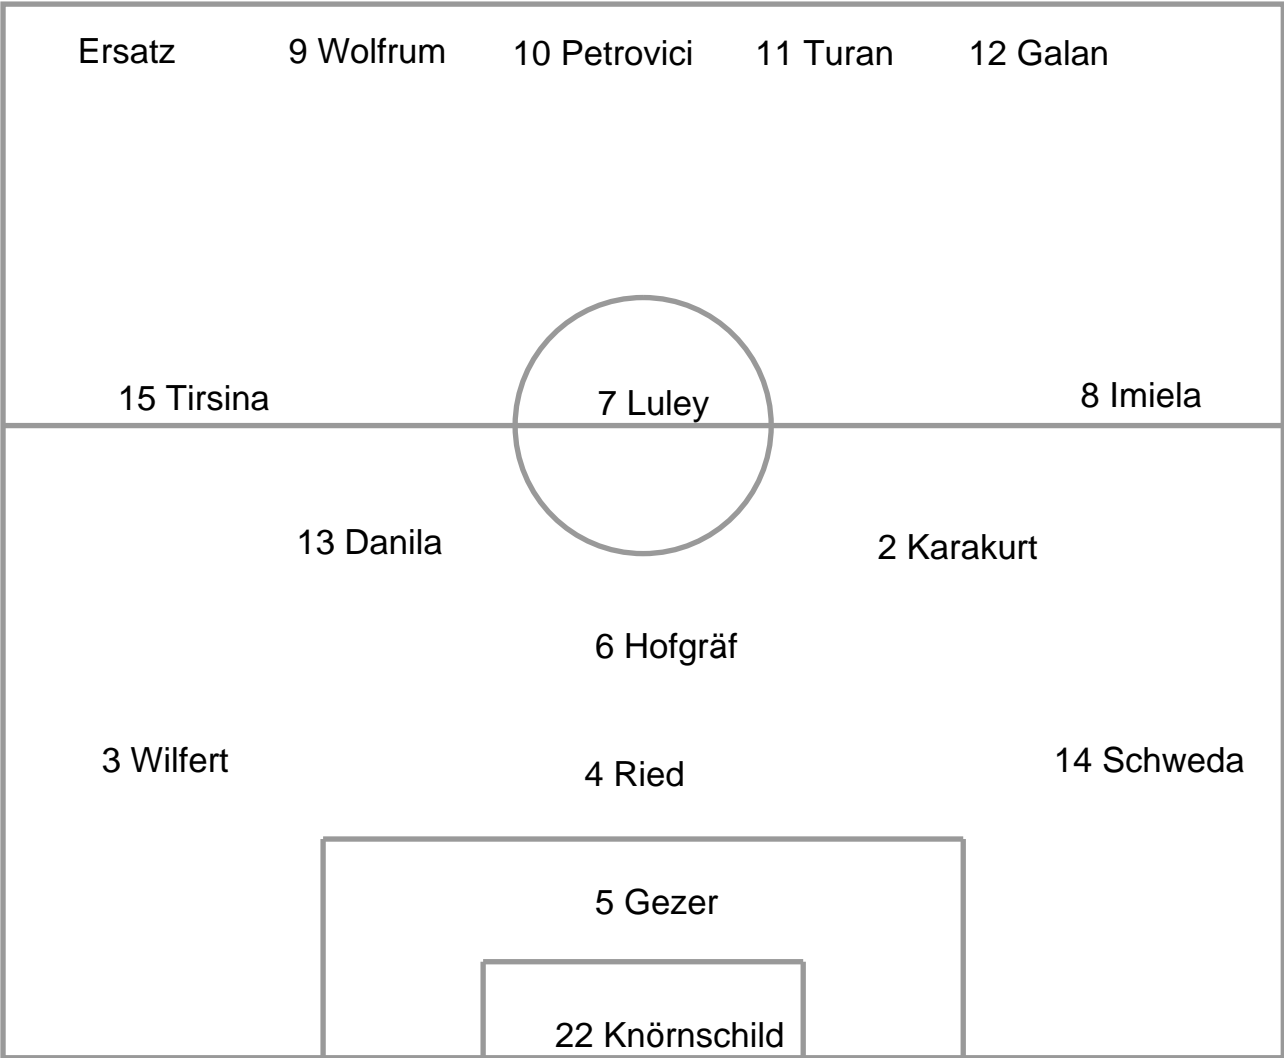 Ersatz 9 Wolfrum 10 Petrovici 11 Turan 12 Galan
15 Tirsina 7 Luley 8 Imiela
13 Danila 2 Karakurt
6 Hofgräf
3 Wilfert 4 Ried 14 Schweda
5 Gezer
22 Knörnschild